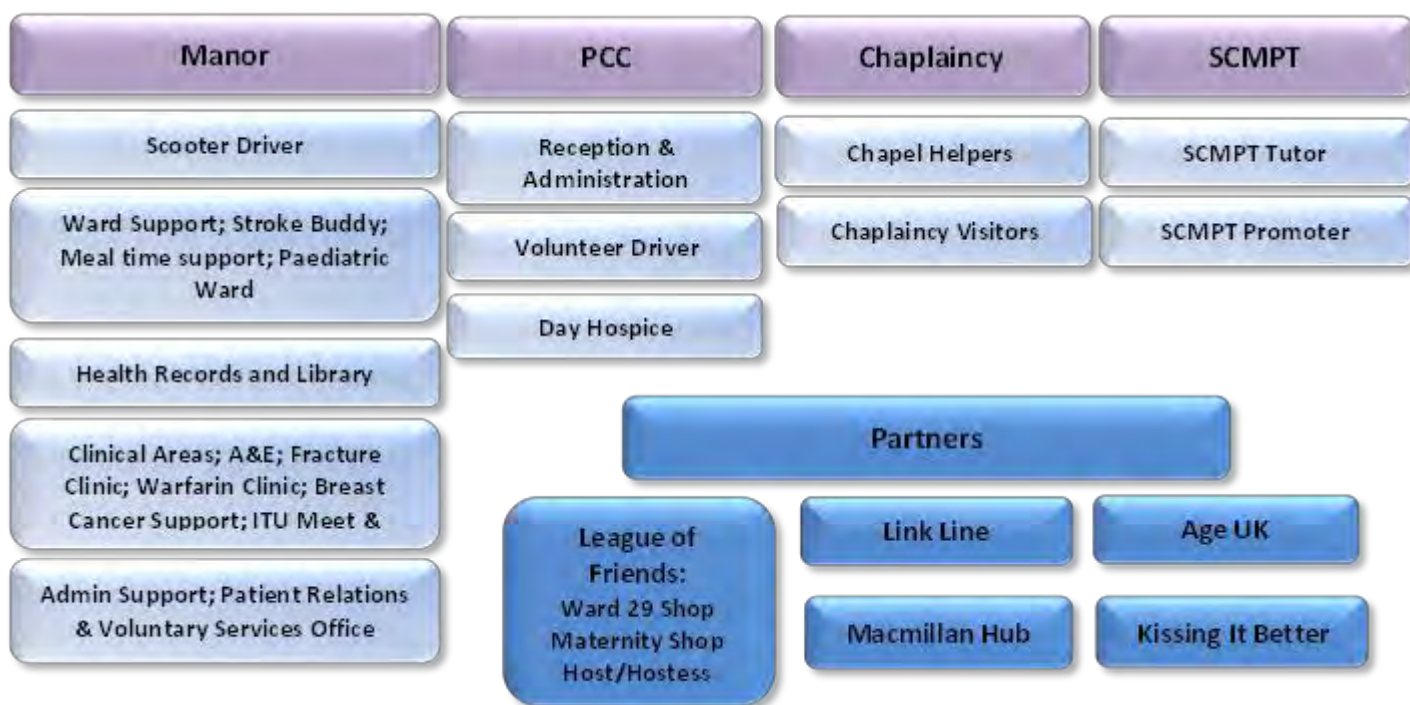 Manor
Scooter Driver
Ward Support; Stroke Buddy;
Meal time support; Paediatric
Ward
Health Records and Library
Clinical Areas; A&E; Fracture
Clinic; Warfarin Clinic; Breast
Cancer Support; ITU Meet &
Admin Support; Patient Relations
& Voluntary Services Office
PCC
Reception &
Administration
Volunteer Driver
Day Hospice
Chaplaincy
Chapel Helpers
Chaplaincy Visitors
SCMPT
SCMPT Tutor
SCMPT Promoter
Partners
League of
Friends:
Ward 29 Shop
Maternity Shop
Host/Hostess
Link Line
Age UK
Macmillan Hub
Kissing It Better